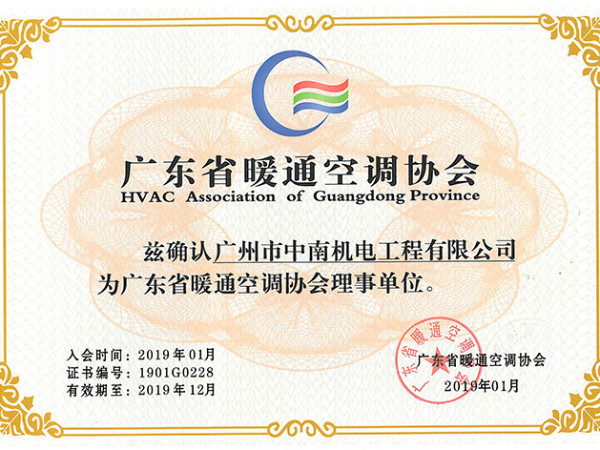 广东省暖通空调协会
HVAC Association of Guangdong Province
兹确认广州市中南机电工程有限公司
为广东省暖通空调协会理事单位。
入会时间：2019年01月
证书编号：1901G0228
有效期至：2019年12月
广东省暖通空调协会
广东省暖通空调协会
2019年01月